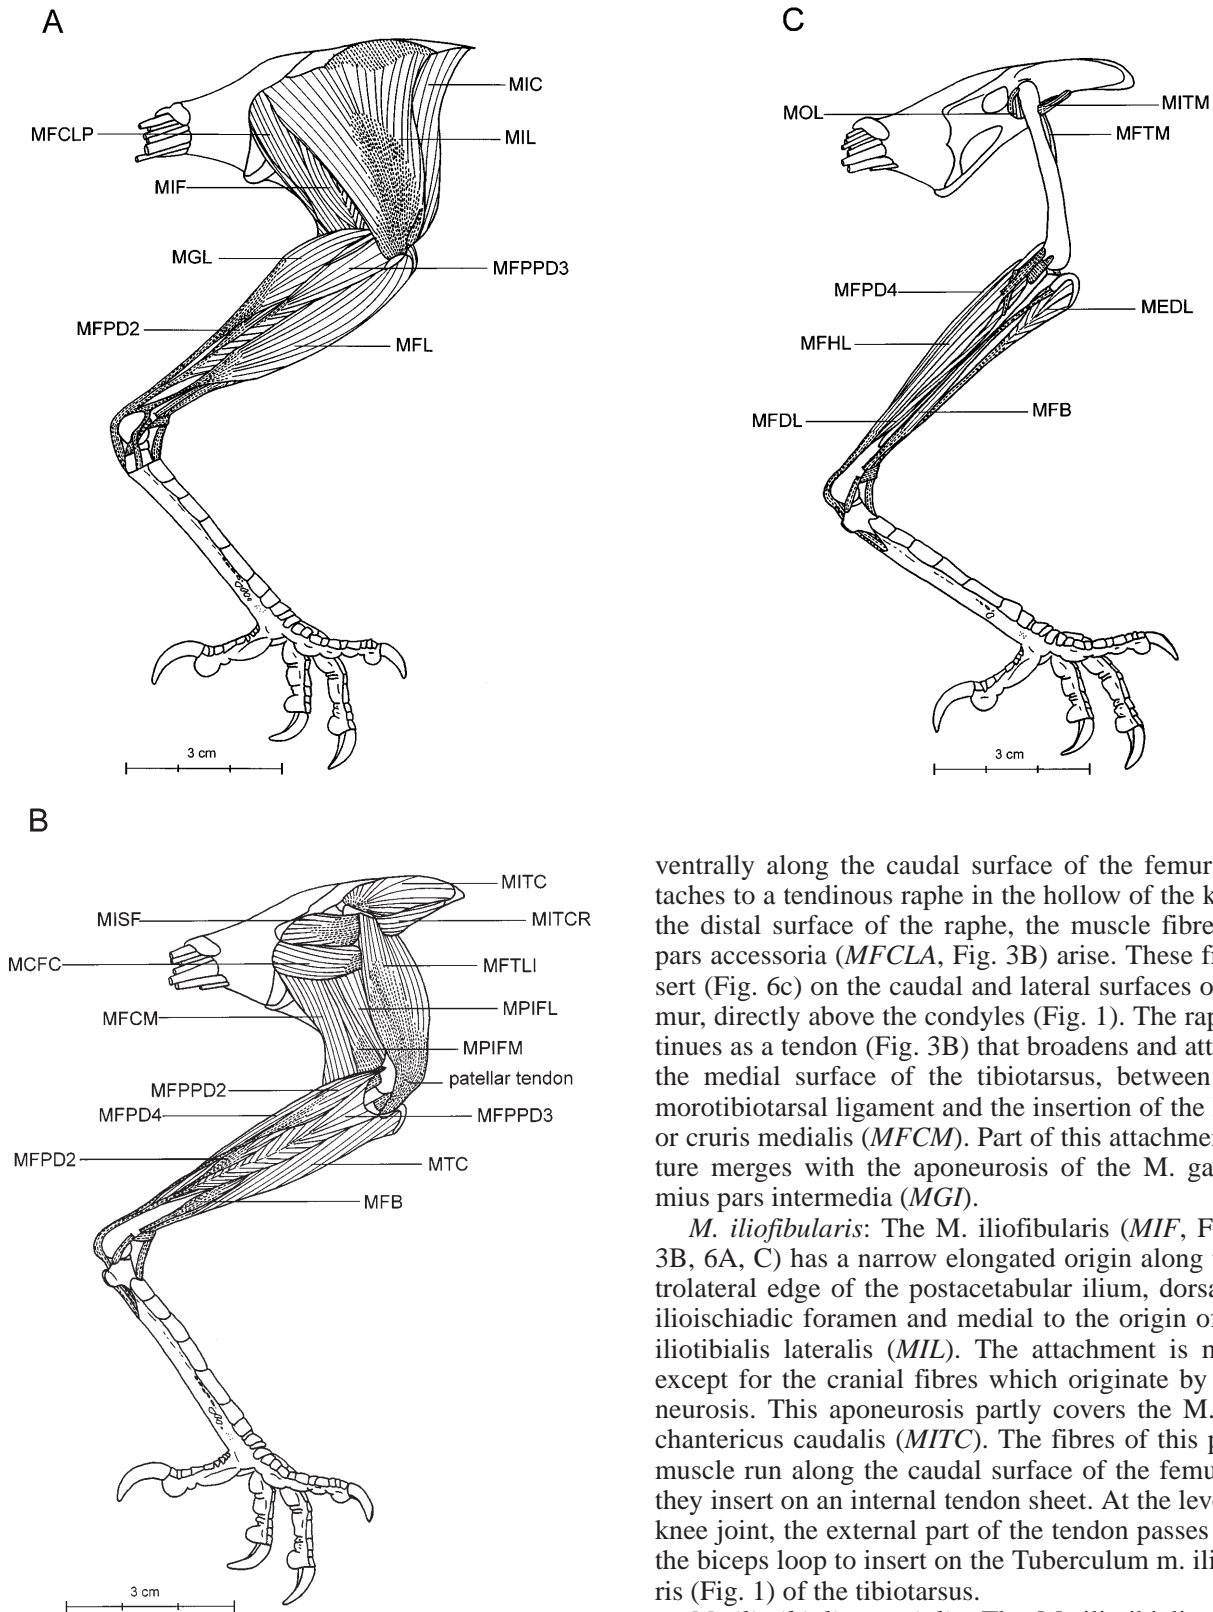 A
MIC
MFCLP
MIL
MIF
MGL
MFPPD3
MFPD2
MFL
3 cm
C
MOL
MITM
MFTM
MFPD4
MEDL
MFHL
MFB
MFDL
3 cm
B
MITC
MISF
MITCR
MCFC
MFTLI
MPIFL
MFCM
MPIFM
MFPPD2
patellar tendon
MFPD4
MFPPD3
MFPD2
MTC
MFB
3 cm
ventrally along the caudal surface of the femur
taches to a tendinous raphe in the hollow of the k
the distal surface of the raphe, the muscle fibre
pars accessoria (MFCLA, Fig. 3B) arise. These fi
sert (Fig. 6c) on the caudal and lateral surfaces o
mur, directly above the condyles (Fig. 1). The rap
tinues as a tendon (Fig. 3B) that broadens and att
the medial surface of the tibiotarsus, between
morotibiotarsal ligament and the insertion of the
or cruris medialis (MFCM). Part of this attachmen
ture merges with the aponeurosis of the M. ga
mius pars intermedia (MGI).
M. iliofibularis: The M. iliofibularis (MIF, F
3B, 6A, C) has a narrow elongated origin along
trolateral edge of the postacetabular ilium, dorsa
ilioischiadic foramen and medial to the origin o
iliotibialis lateralis (MIL). The attachment is m
except for the cranial fibres which originate by
neurosis. This aponeurosis partly covers the M.
chantericus caudalis (MITC). The fibres of this p
muscle run along the caudal surface of the femu
they insert on an internal tendon sheet. At the leve
knee joint, the external part of the tendon passes
the biceps loop to insert on the Tuberculum m. ili
ris (Fig. 1) of the tibiotarsus.